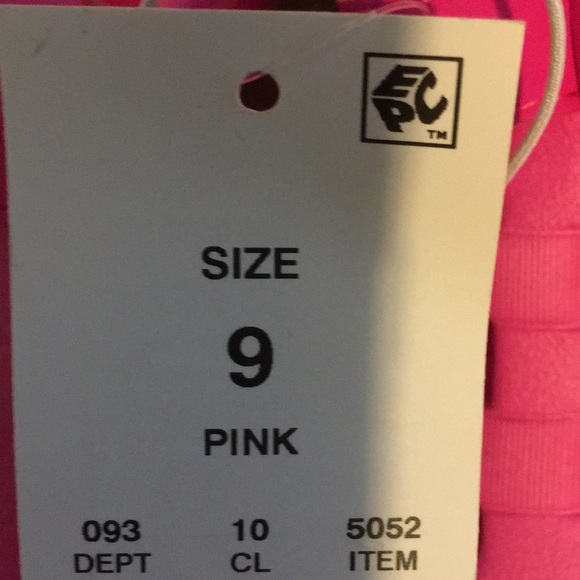 EPC
TM
SIZE
9
PINK
093 10 5052
DEPT CL ITEM